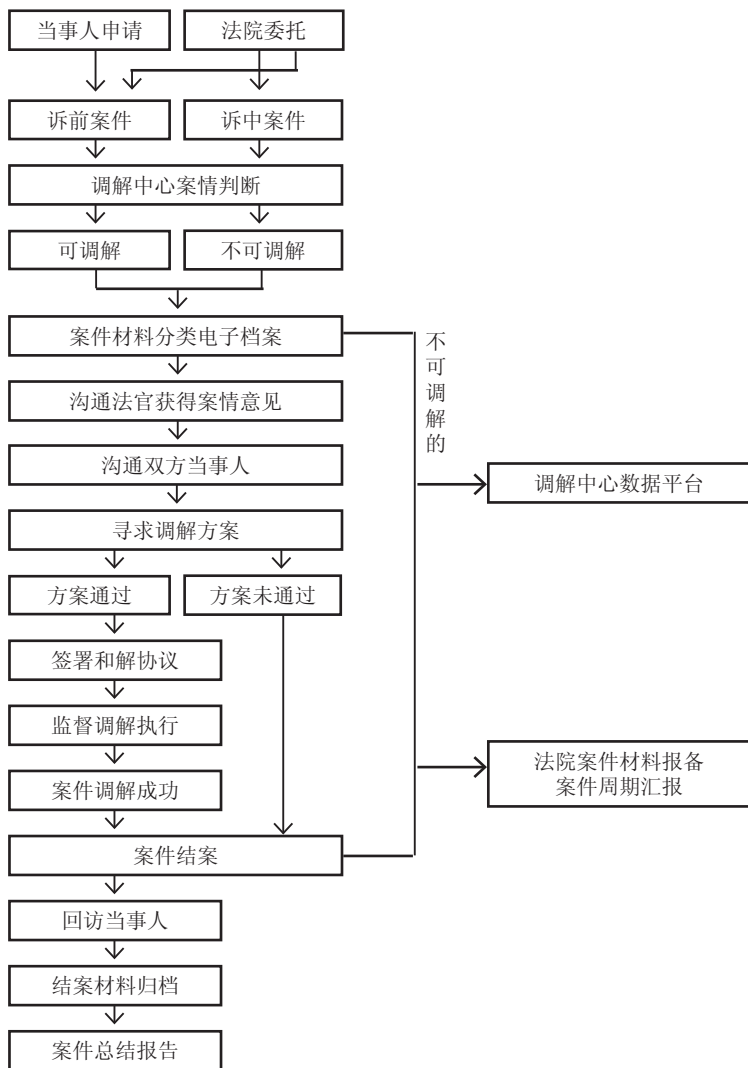 当事人申请
法院委托
诉前案件
诉中案件
调解中心案情判断
可调解
不可调解
案件材料分类电子档案
不可调解的
沟通法官获得案情意见
沟通双方当事人
调解中心数据平台
寻求调解方案
方案通过
方案未通过
签署和解协议
监督调解执行
法院案件材料报备
案件周期汇报
案件调解成功
案件结案
回访当事人
结案材料归档
案件总结报告